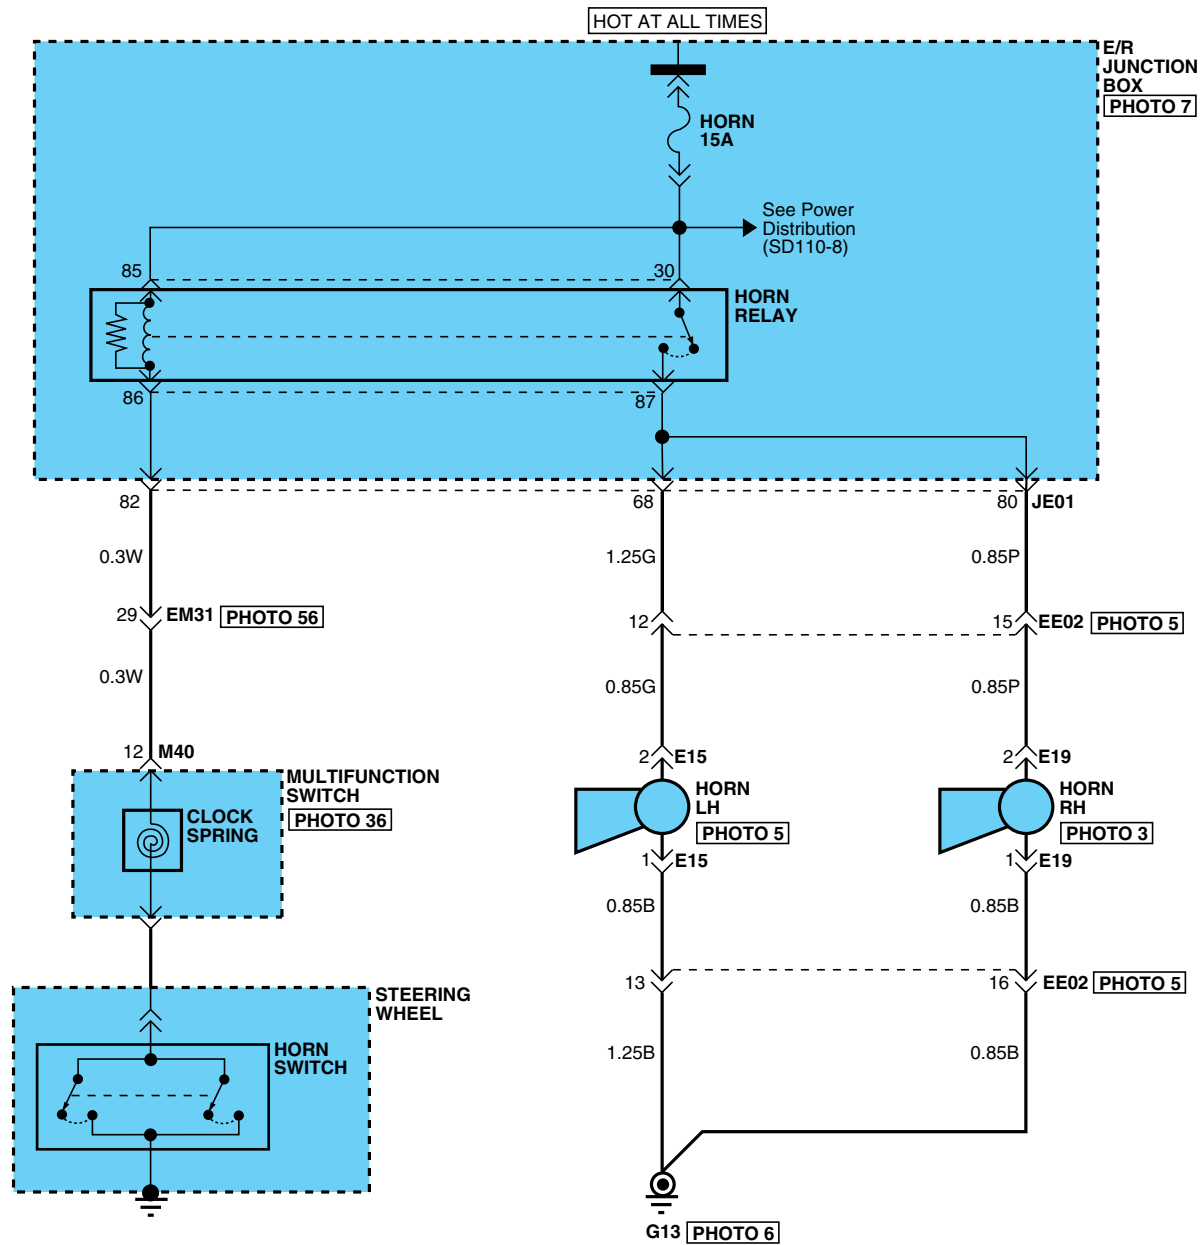 HOT AT ALL TIMES
E/R
JUNCTION
BOX
PHOTO 7
HORN
15A
See Power
Distribution
(SD110-8)
85
30
HORN
RELAY
86
87
82
68
80
JE01
0.3W
1.25G
0.85P
29
EM31
PHOTO 56
12
15
EE02
PHOTO 5
0.3W
0.85G
0.85P
12
M40
2
E15
2
E19
MULTIFUNCTION
SWITCH
PHOTO 36
CLOCK
SPRING
HORN
LH
PHOTO 5
HORN
RH
PHOTO 3
1
E15
1
E19
0.85B
0.85B
13
16
EE02
PHOTO 5
STEERING
WHEEL
HORN
SWITCH
1.25B
0.85B
G13
PHOTO 6